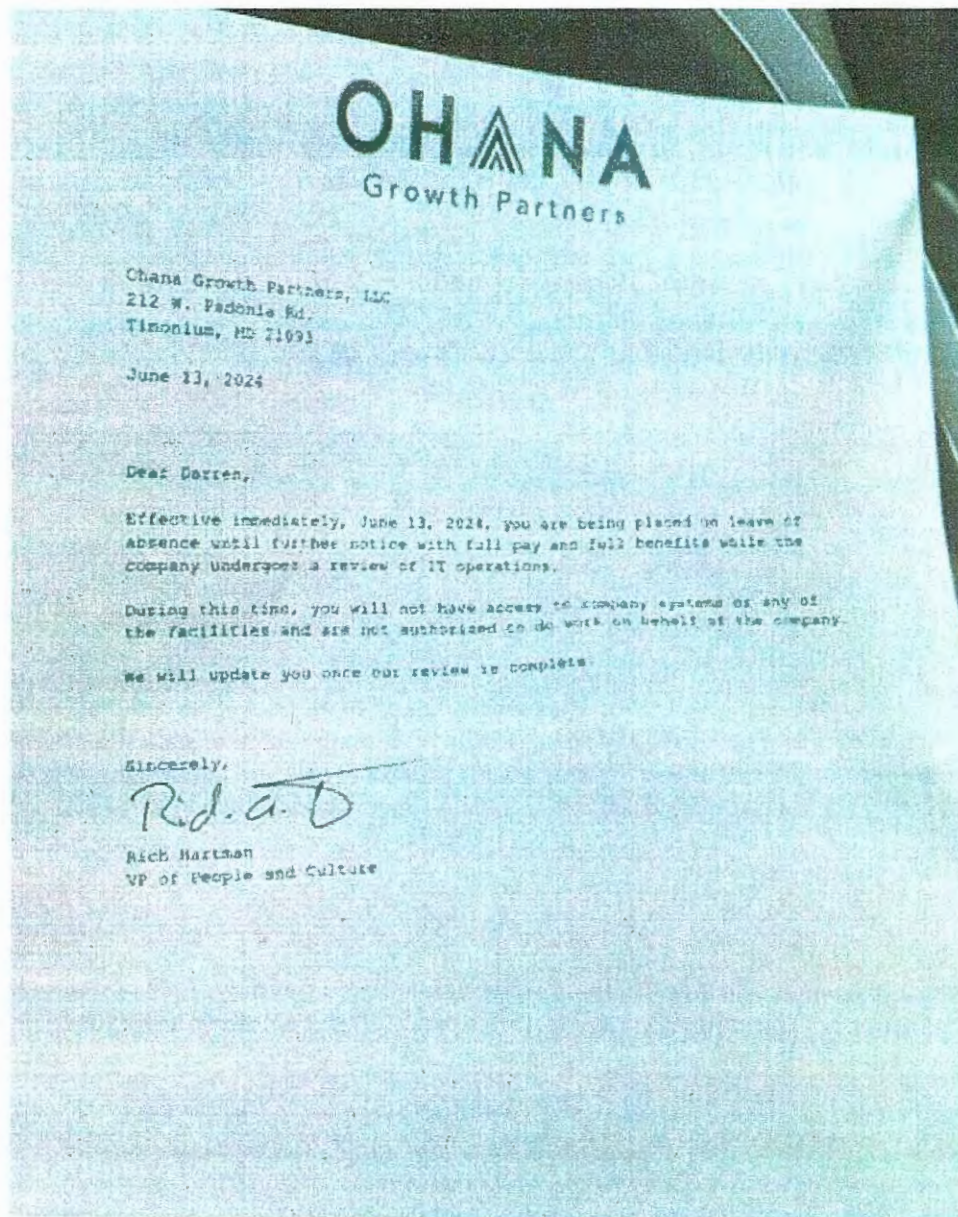 OHANA
Growth Partners
Ohana Growth Partners, LLC
212 W. Padonia Rd.
Timonium, MD 21093
June 13, 2024
Dear Darren,
Effective immediately, June 13, 2024, you are being placed on leave of
absence until further notice with full pay and full benefits while the
company undergoes a review of IT operations.
During this time, you will not have access to company systems or any of
the facilities and are not authorized to do work on behalf of the company.
We will update you once our review is complete.
Sincerely,
Rich Hartman
VP of People and Culture